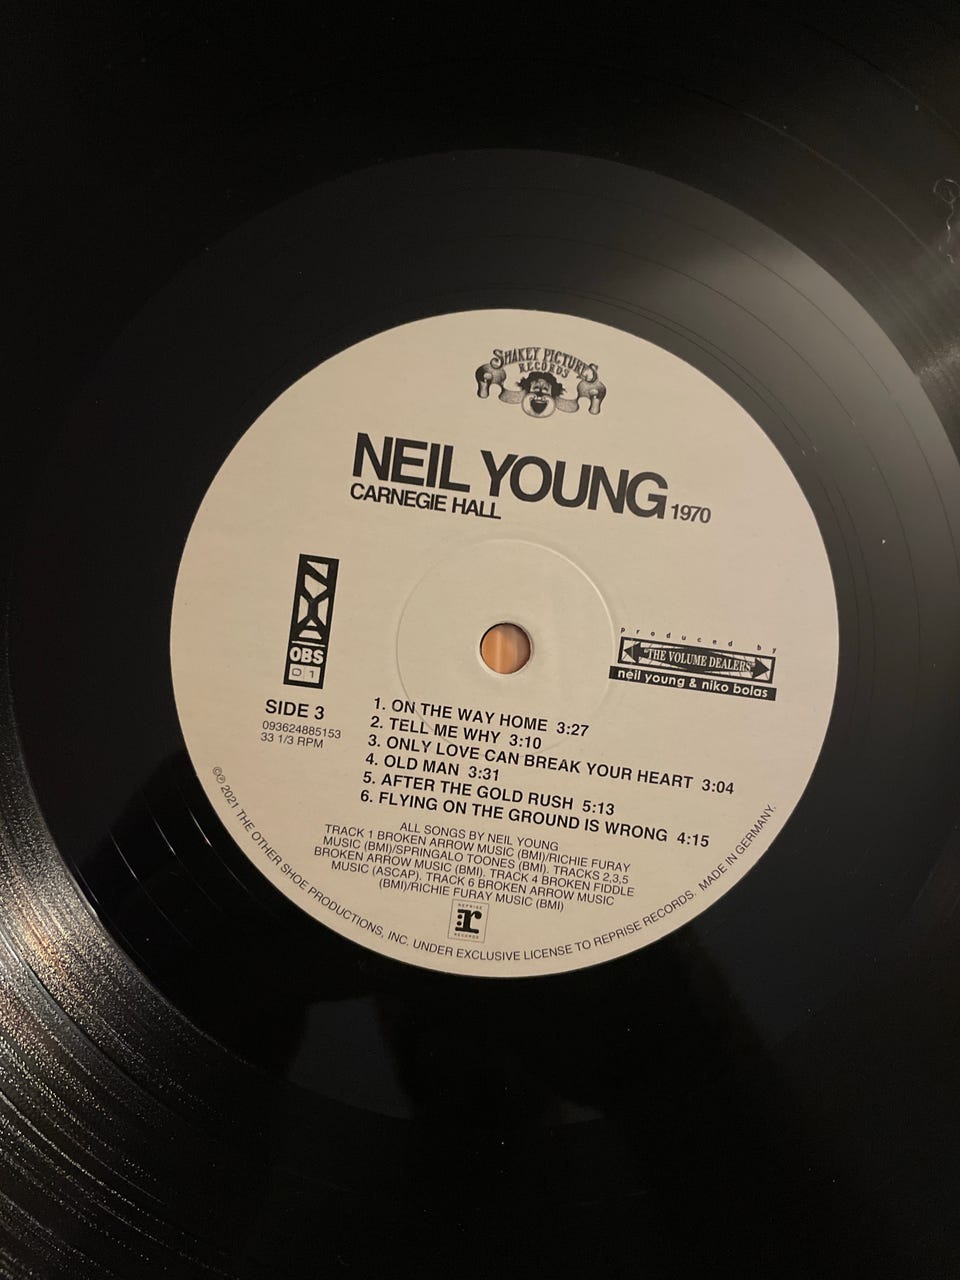 SHAKEY PICTURES
RECORDS
NEIL YOUNG
CARNEGIE HALL 1970
NYA
OBS
01
produced by
"THE VOLUME DEALERS"
neil young & niko bolas
SIDE 3
093624885153
33 1/3 RPM
1. ON THE WAY HOME 3:27
2. TELL ME WHY 3:10
3. ONLY LOVE CAN BREAK YOUR HEART 3:04
4. OLD MAN 3:31
5. AFTER THE GOLD RUSH 5:13
6. FLYING ON THE GROUND IS WRONG 4:15
ALL SONGS BY NEIL YOUNG
TRACK 1 BROKEN ARROW MUSIC (BMI)/RICHIE FURAY
MUSIC (BMI)/SPRINGALO TOONES (BMI). TRACKS 2,3,5
BROKEN ARROW MUSIC (BMI). TRACK 4 BROKEN FIDDLE
MUSIC (ASCAP). TRACK 6 BROKEN ARROW MUSIC
(BMI)/RICHIE FURAY MUSIC (BMI)
REPRISE
:r
RECORDS
©℗ 2021 THE OTHER SHOE PRODUCTIONS, INC. UNDER EXCLUSIVE LICENSE TO REPRISE RECORDS. MADE IN GERMANY.